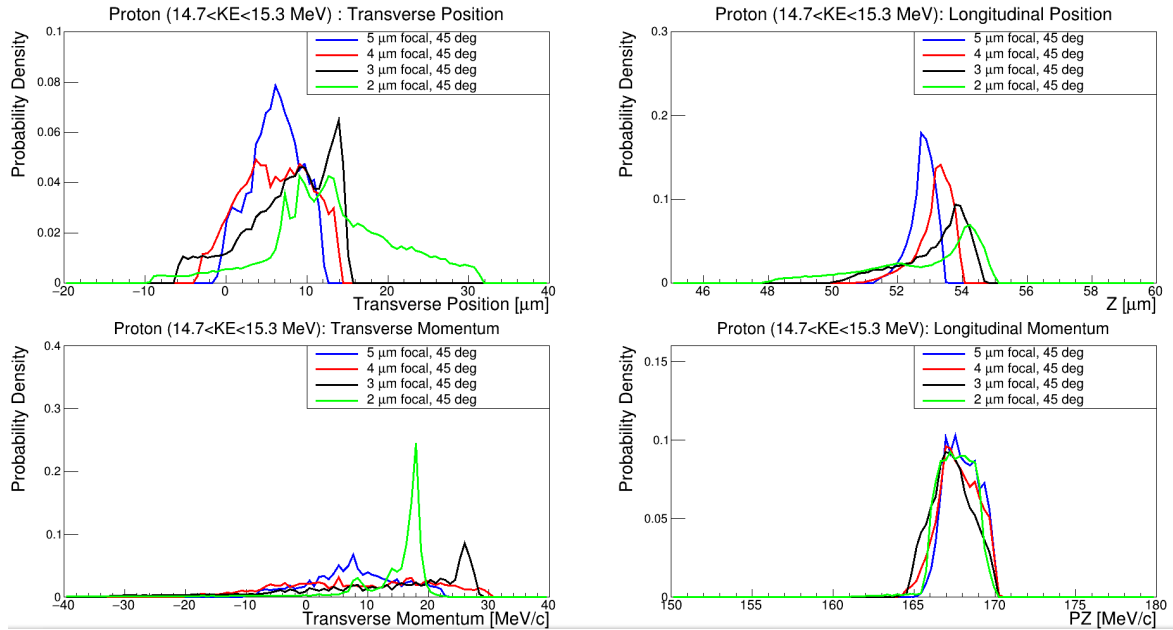 Proton (14.7<KE<15.3 MeV) : Transverse Position
Probability Density
0.1
0.08
0.06
0.04
0.02
0
5 μm focal, 45 deg
4 μm focal, 45 deg
3 μm focal, 45 deg
2 μm focal, 45 deg
−20 −10 0 10 20 30 40
Transverse Position [μm]
Proton (14.7<KE<15.3 MeV): Longitudinal Position
Probability Density
0.3
0.2
0.1
0
5 μm focal, 45 deg
4 μm focal, 45 deg
3 μm focal, 45 deg
2 μm focal, 45 deg
46 48 50 52 54 56 58 60
Z [μm]
Proton (14.7<KE<15.3 MeV): Transverse Momentum
Probability Density
0.4
0.3
0.2
0.1
0
5 μm focal, 45 deg
4 μm focal, 45 deg
3 μm focal, 45 deg
2 μm focal, 45 deg
−40 −30 −20 −10 0 10 20 30 40
Transverse Momentum [MeV/c]
Proton (14.7<KE<15.3 MeV): Longitudinal Momentum
Probability Density
0.15
0.1
0.05
0
5 μm focal, 45 deg
4 μm focal, 45 deg
3 μm focal, 45 deg
2 μm focal, 45 deg
150 155 160 165 170 175 180
PZ [MeV/c]